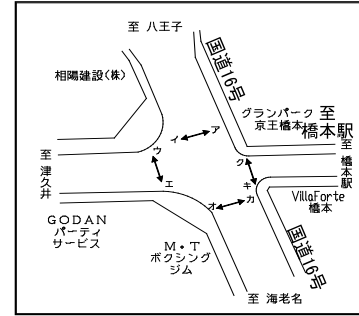 至 八王子
国道16号
相陽建設(株)
グランパーク
京王橋本
至
橋本駅
至 橋本駅
ア
イ
ウ
ク
至 津久井
エ
キ
カ
オ
VillaForte
橋本
GODAN
パーティ
サービス
M・T
ボクシング
ジム
国道16号
至 海老名